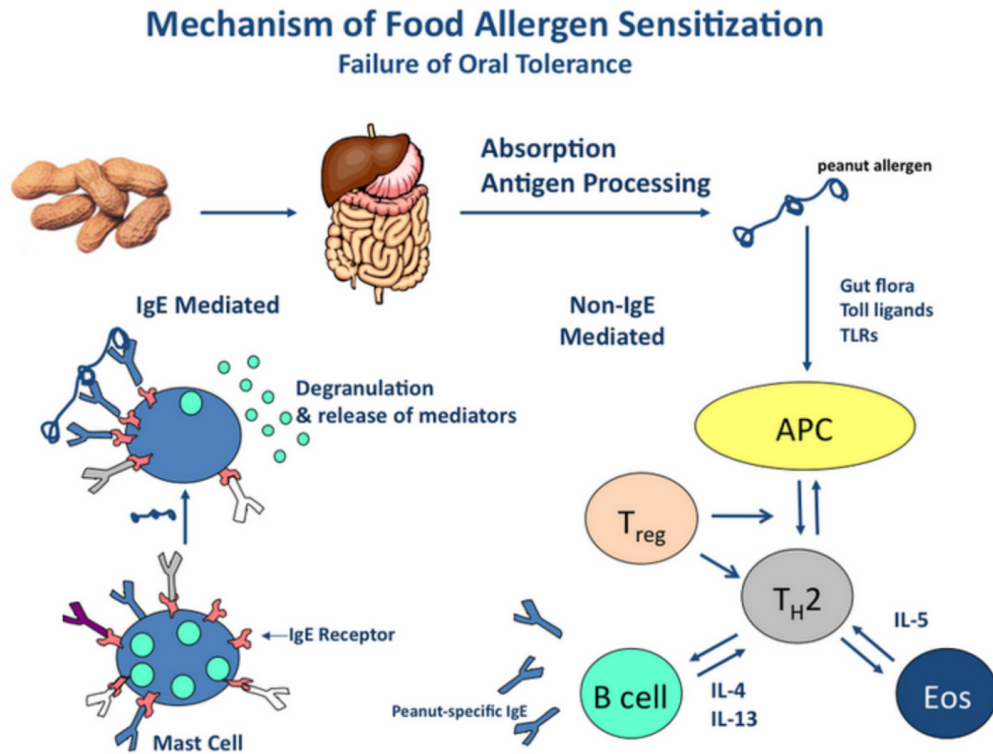 Mechanism of Food Allergen Sensitization
Failure of Oral Tolerance
Absorption
Antigen Processing
peanut allergen
IgE Mediated
Non-IgE
Mediated
Gut flora
Toll ligands
TLRs
Degranulation
& release of mediators
APC
Treg
TH2
IgE Receptor
IL-5
B cell
IL-4
IL-13
Eos
Peanut-specific IgE
Mast Cell